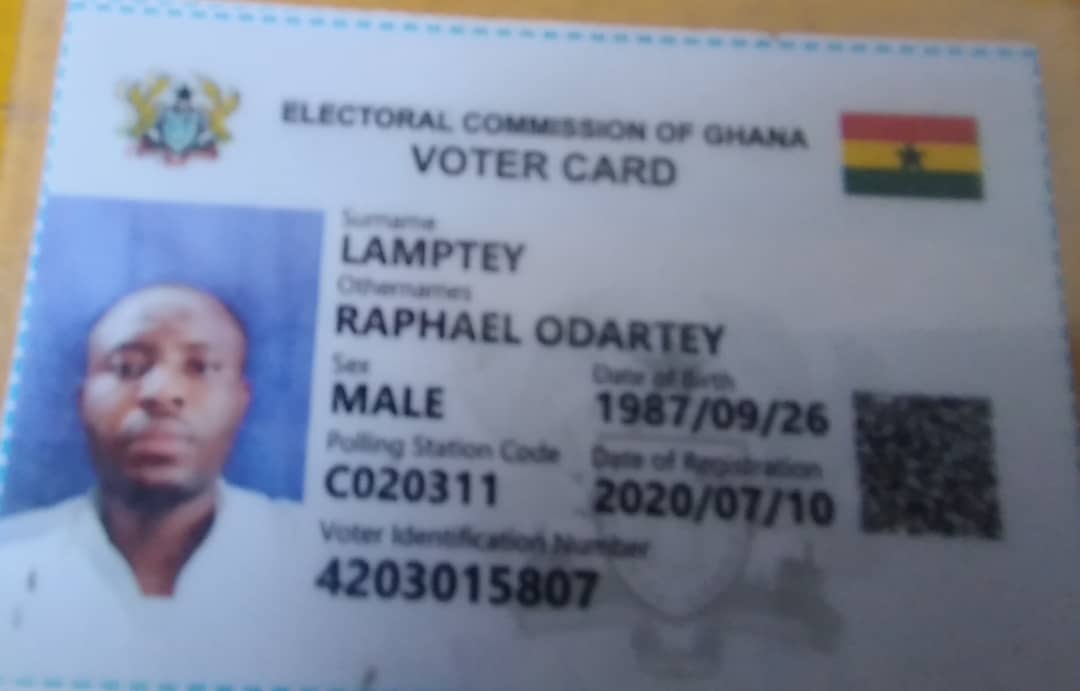 ELECTORAL COMMISSION OF GHANA
VOTER CARD
Surname
LAMPTEY
Othernames
RAPHAEL ODARTEY
Sex
MALE
Date of Birth
1987/09/26
Polling Station Code
C020311
Date of Registration
2020/07/10
Voter Identification Number
4203015807